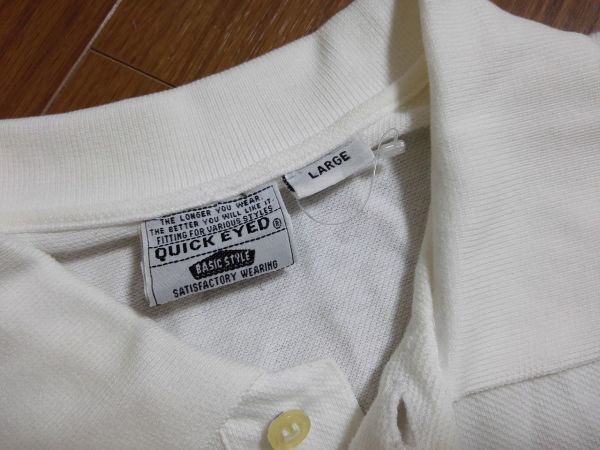 THE LONGER YOU WEAR
THE BETTER YOU WILL LIKE IT.
FITTING FOR VARIOUS STYLES
QUICK EYED®
BASIC STYLE
SATISFACTORY WEARING
LARGE